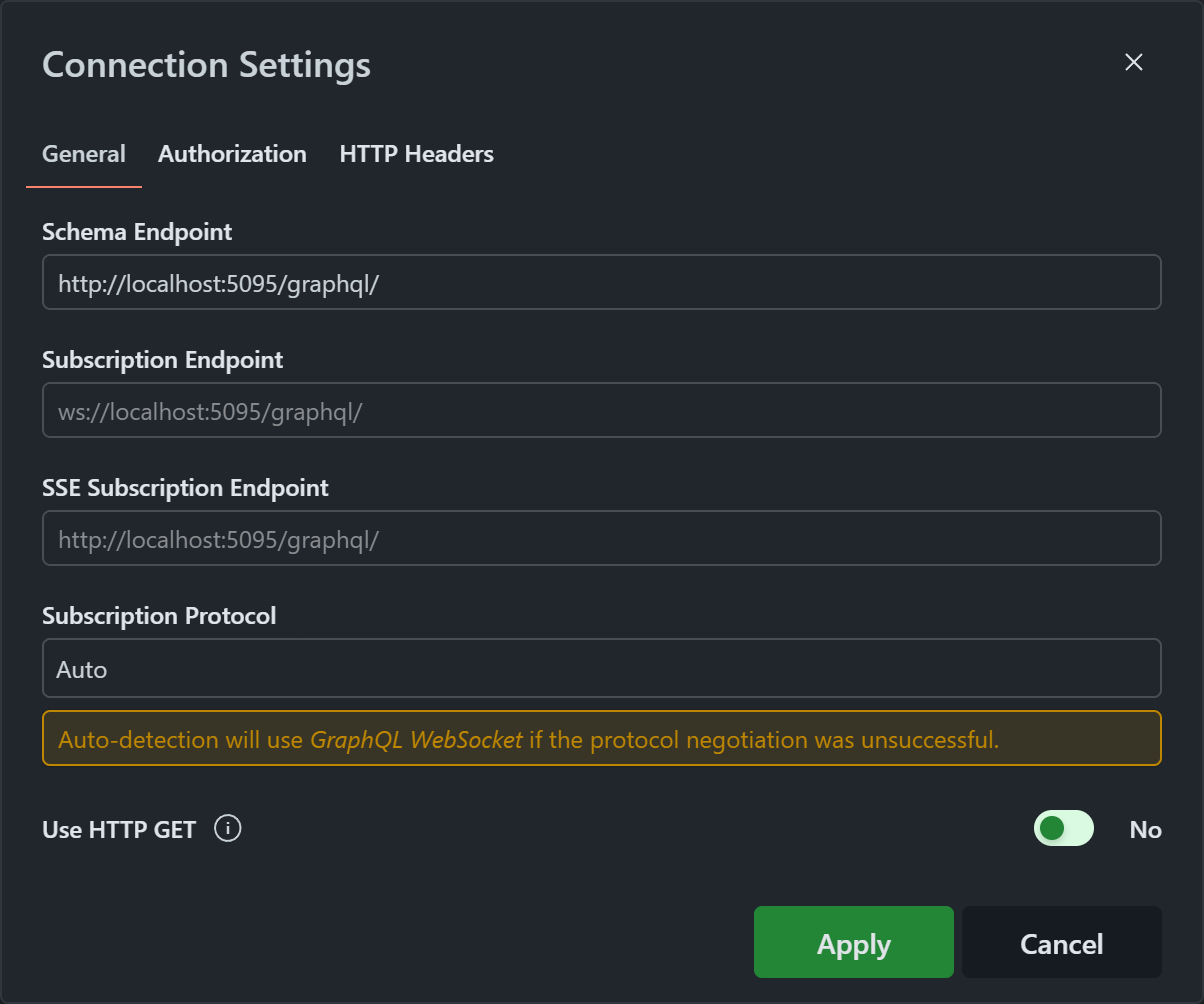 Connection Settings
General Authorization HTTP Headers
Schema Endpoint
http://localhost:5095/graphql/
Subscription Endpoint
ws://localhost:5095/graphql/
SSE Subscription Endpoint
http://localhost:5095/graphql/
Subscription Protocol
Auto
Auto-detection will use GraphQL WebSocket if the protocol negotiation was unsuccessful.
Use HTTP GET No
Apply Cancel